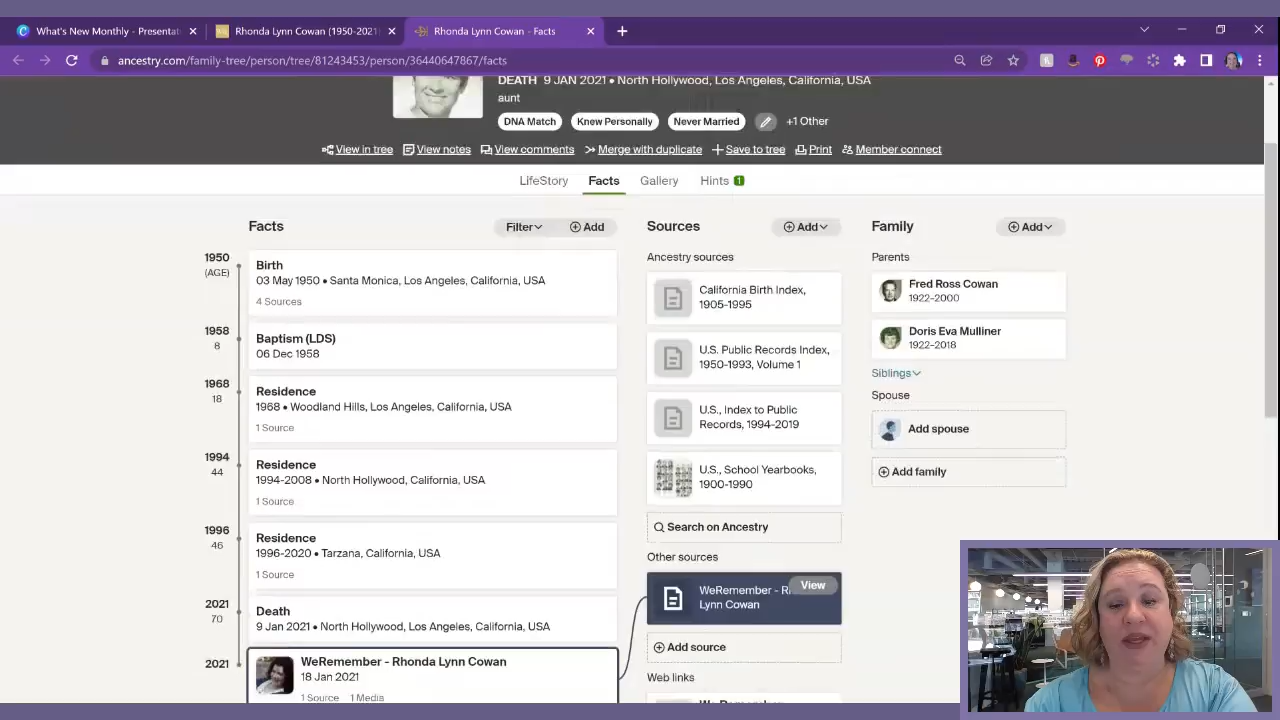 What's New Monthly - Presentat
Rhonda Lynn Cowan (1950-2021)
Rhonda Lynn Cowan - Facts
ancestry.com/family-tree/person/tree/81243453/person/36440647867/facts
DEATH 9 JAN 2021 • North Hollywood, Los Angeles, California, USA
aunt
DNA Match
Knew Personally
Never Married
+1 Other
View in tree
View notes
View comments
Merge with duplicate
Save to tree
Print
Member connect
LifeStory
Facts
Gallery
Hints 1
Facts
Filter
Add
1950
(AGE)
Birth
03 May 1950 • Santa Monica, Los Angeles, California, USA
4 Sources
1958
8
Baptism (LDS)
06 Dec 1958
1968
18
Residence
1968 • Woodland Hills, Los Angeles, California, USA
1 Source
1994
44
Residence
1994-2008 • North Hollywood, California, USA
1 Source
1996
46
Residence
1996-2020 • Tarzana, California, USA
1 Source
2021
70
Death
9 Jan 2021 • North Hollywood, Los Angeles, California, USA
2021
WeRemember - Rhonda Lynn Cowan
18 Jan 2021
1 Source 1 Media
Sources
Add
Ancestry sources
California Birth Index,
1905-1995
U.S. Public Records Index,
1950-1993, Volume 1
U.S., Index to Public
Records, 1994-2019
U.S., School Yearbooks,
1900-1990
Search on Ancestry
Other sources
WeRemember - R
View
Lynn Cowan
Add source
Web links
Family
Add
Parents
Fred Ross Cowan
1922–2000
Doris Eva Mulliner
1922–2018
Siblings
Spouse
Add spouse
Add family